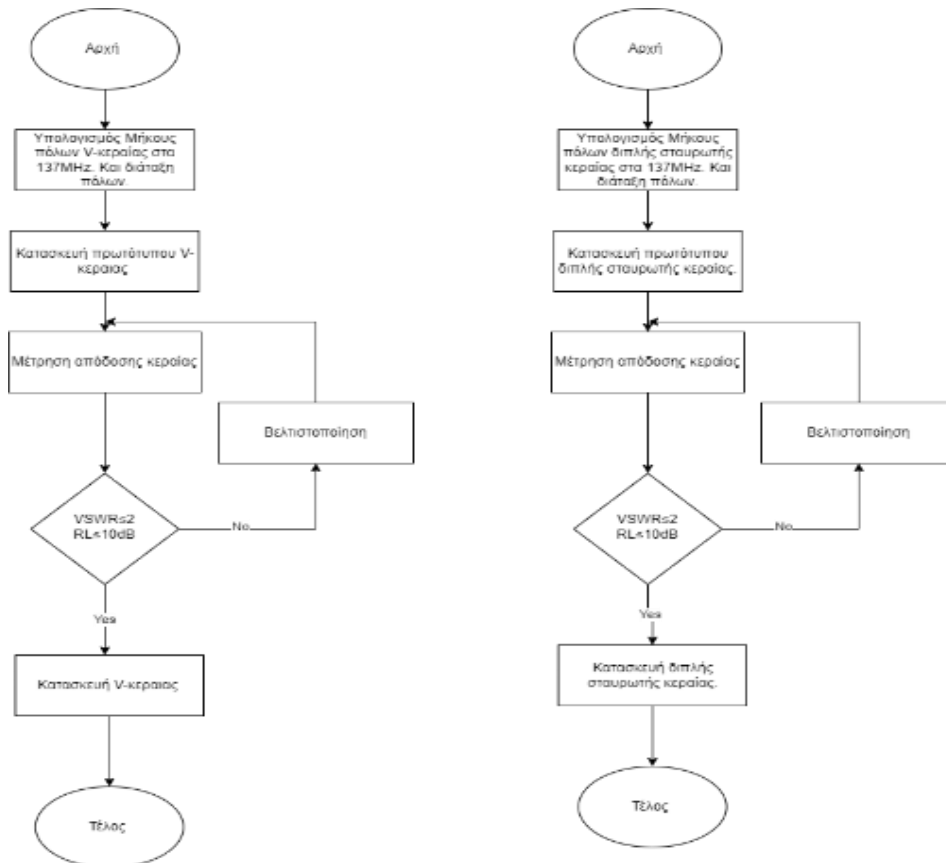 Αρχή
Υπολογισμός Μήκους
πόλων V-κεραίας στα
137MHz. Και διάταξη
πόλων.
Κατασκευή πρωτότυπου V-
κεραιας
Μέτρηση απόδοσης κεραίας
Βελτιστοποίηση
VSWR≤2
RL≤10dB
No
Yes
Κατασκευή V-κεραιας
Τέλος
Αρχή
Υπολογισμός Μήκους
πόλων διπλής σταυρωτής
κεραίας στα 137MHz. Και
διάταξη πόλων.
Κατασκευή πρωτότυπου
διπλής σταυρωτής κεραίας.
Μέτρηση απόδοσης κεραίας
Βελτιστοποίηση
VSWR≤2
RL≤10dB
No
Yes
Κατασκευή διπλής
σταυρωτής κεραίας.
Τέλος